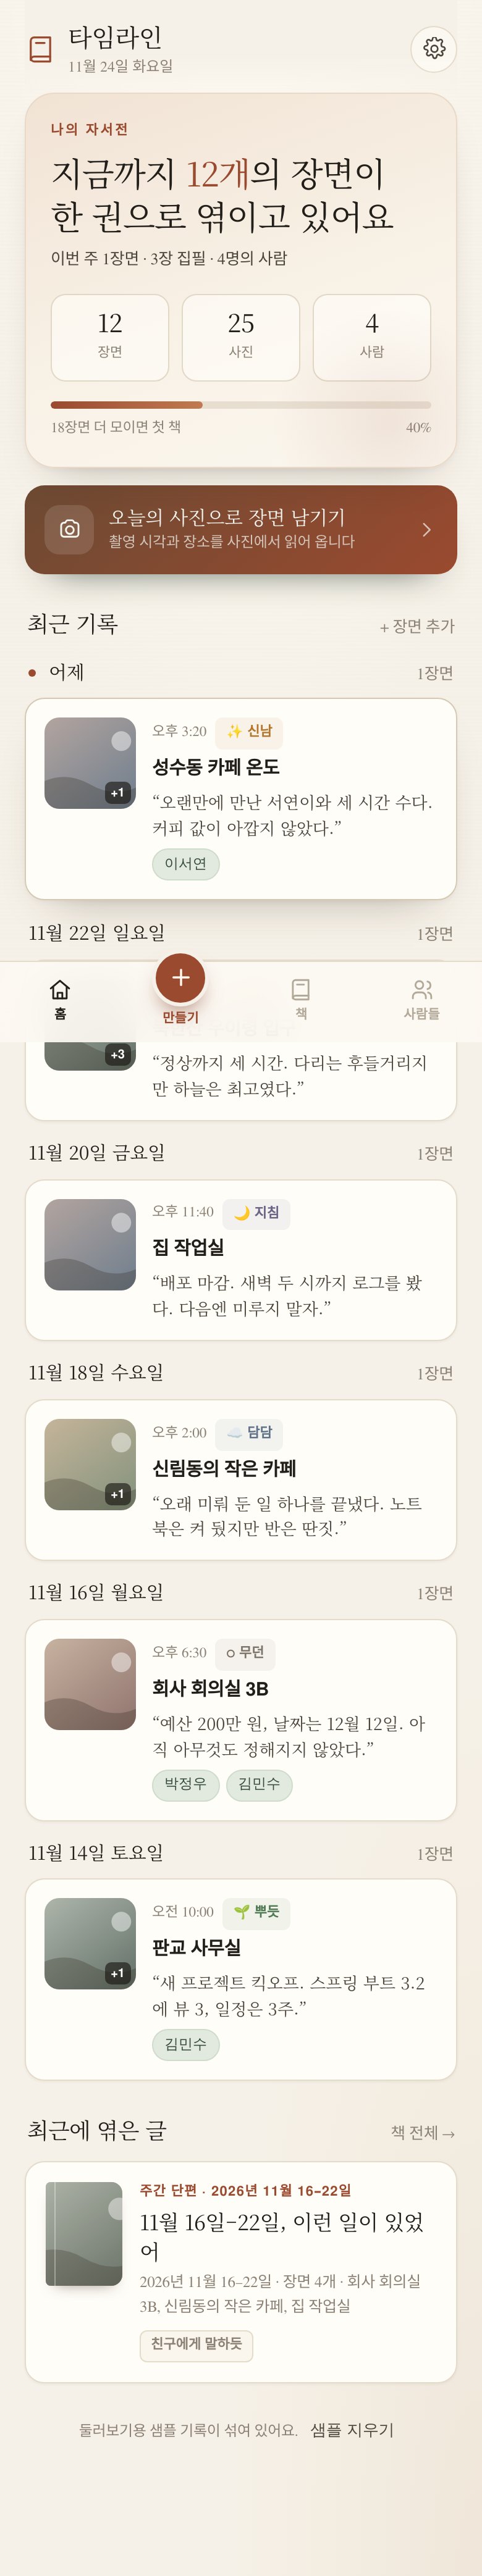 타임라인
11월 24일 화요일
나의 자서전
지금까지 12개의 장면이
한 권으로 엮이고 있어요
이번 주 1장면 · 3장 집필 · 4명의 사람
12
장면
25
사진
4
사람
18장면 더 모이면 첫 책
40%
오늘의 사진으로 장면 남기기
촬영 시각과 장소를 사진에서 읽어 옵니다
최근 기록
+ 장면 추가
어제
1장면
오후 3:20 ✨ 신남
성수동 카페 온도
“오랜만에 만난 서연이와 세 시간 수다.
커피 값이 아깝지 않았다.”
+1
이서연
11월 22일 일요일
1장면
홈
만들기
책
사람들
+3
“정상까지 세 시간. 다리는 후들거리지
만 하늘은 최고였다.”
11월 20일 금요일
1장면
오후 11:40 🌙 지침
집 작업실
“배포 마감. 새벽 두 시까지 로그를 봤
다. 다음엔 미루지 말자.”
11월 18일 수요일
1장면
오후 2:00 ☁️ 담담
신림동의 작은 카페
“오래 미뤄 둔 일 하나를 끝냈다. 노트
북은 켜 뒀지만 반은 딴짓.”
+1
11월 16일 월요일
1장면
오후 6:30 ○ 무던
회사 회의실 3B
“예산 200만 원, 날짜는 12월 12일. 아
직 아무것도 정해지지 않았다.”
박정우 김민수
11월 14일 토요일
1장면
오전 10:00 🌱 뿌듯
판교 사무실
“새 프로젝트 킥오프. 스프링 부트 3.2
에 뷰 3, 일정은 3주.”
+1
김민수
최근에 엮은 글
책 전체 →
주간 단편 · 2026년 11월 16–22일
11월 16일–22일, 이런 일이 있었
어
2026년 11월 16–22일 · 장면 4개 · 회사 회의실
3B, 신림동의 작은 카페, 집 작업실
친구에게 말하듯
둘러보기용 샘플 기록이 섞여 있어요. 샘플 지우기